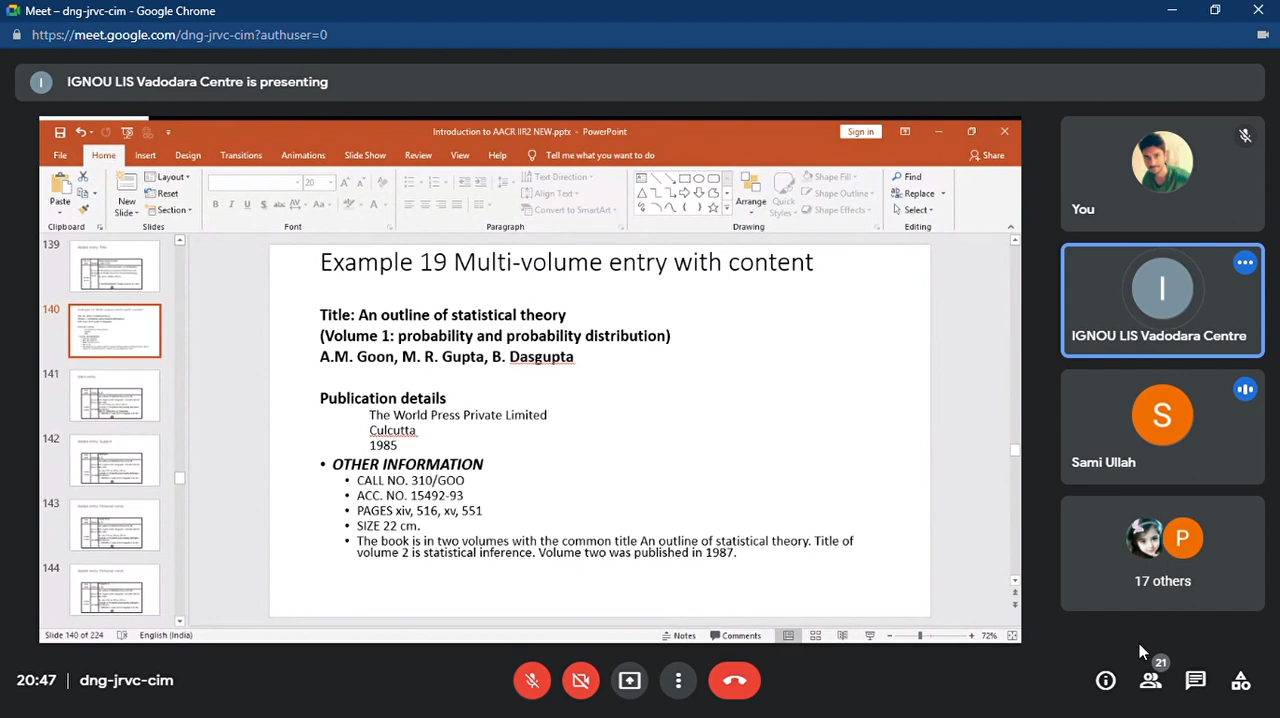 Meet – dng-jrvc-cim - Google Chrome
https://meet.google.com/dng-jrvc-cim?authuser=0
I IGNOU LIS Vadodara Centre is presenting
Introduction to AACR IIR2 NEW.pptx - PowerPoint
Sign in
File Home Insert Design Transitions Animations Slide Show Review View Help Tell me what you want to do Share
Paste
Clipboard
New Slide
Layout
Reset
Section
Slides
20
Font
Text Direction
Align Text
Convert to SmartArt
Paragraph
Arrange
Quick Styles
Shape Fill
Shape Outline
Shape Effects
Drawing
Find
Replace
Select
Editing
139
140
141
142
143
144
Example 19 Multi-volume entry with content
Title: An outline of statistical theory
(Volume 1: probability and probability distribution)
A.M. Goon, M. R. Gupta, B. Dasgupta
Publication details
The World Press Private Limited
Culcutta
1985
• OTHER INFORMATION
• CALL NO. 310/GOO
• ACC. NO. 15492-93
• PAGES xiv, 516, xv, 551
• SIZE 22 cm.
• The book is in two volumes with the common title An outline of statistical theory. Title of
volume 2 is statistical inference. Volume two was published in 1987.
Slide 140 of 224 English (India) Notes Comments 72%
You
I
IGNOU LIS Vadodara Centre
S
Sami Ullah
P
17 others
20:47 | dng-jrvc-cim
21